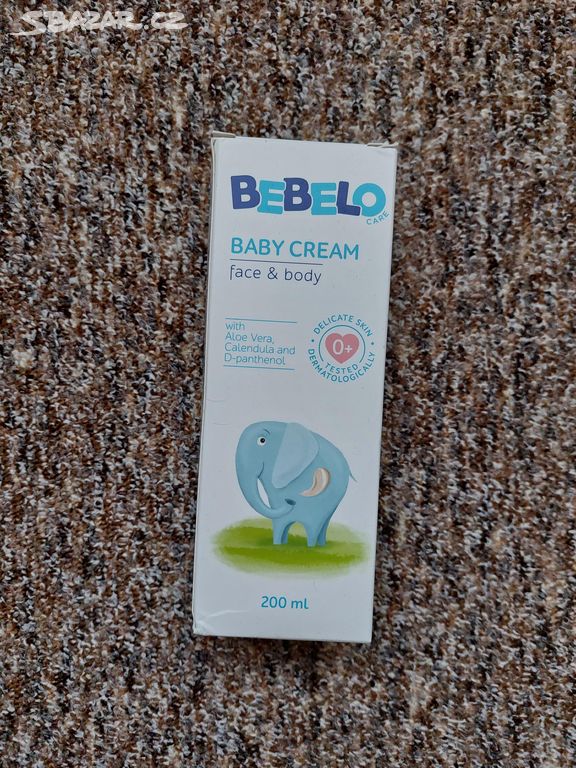 SBAZAR.CZ
BEBELO
CARE
BABY CREAM
face & body
with
Aloe Vera,
Calendula and
D-panthenol
DELICATE SKIN
0+
TESTED
DERMATOLOGICALLY
200 ml